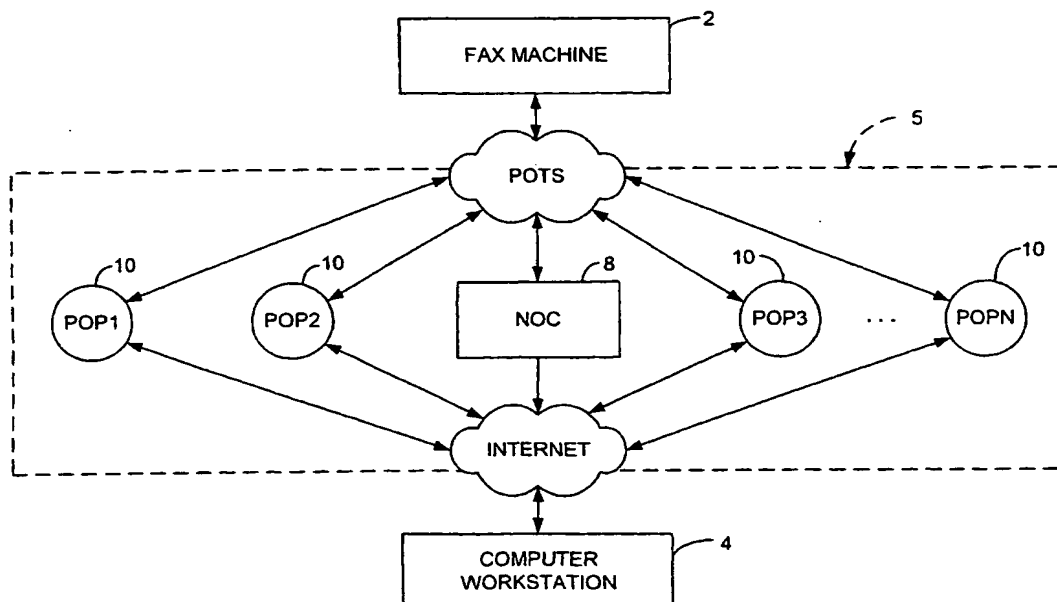 2
FAX MACHINE
5
POTS
10
10
8
10
10
POP1
POP2
NOC
POP3
...
POPN
INTERNET
COMPUTER
WORKSTATION
4